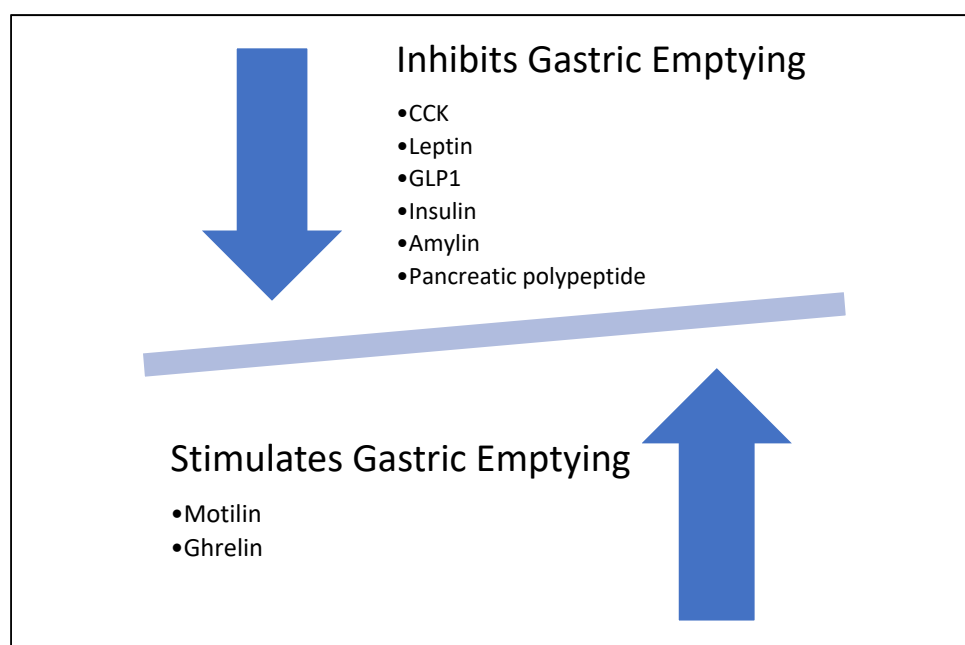 Inhibits Gastric Emptying
•CCK
•Leptin
•GLP1
•Insulin
•Amylin
•Pancreatic polypeptide
Stimulates Gastric Emptying
•Motilin
•Ghrelin